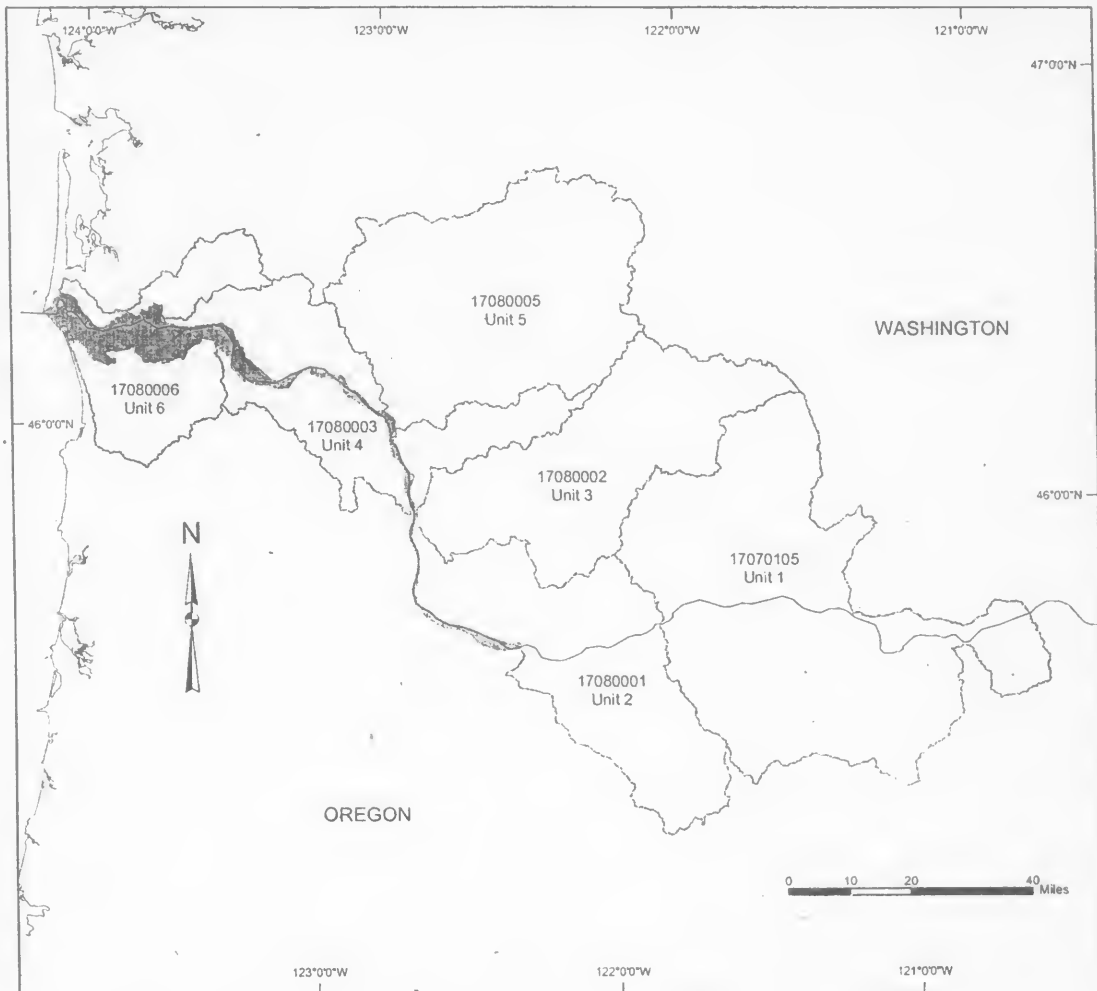 124°0'0"W
123°0'0"W
122°0'0"W
121°0'0"W
47°0'0"N
17080005
Unit 5
WASHINGTON
17080006
Unit 6
46°0'0"N
17080003
Unit 4
17080002
Unit 3
46°0'0"N
N
17070105
Unit 1
17080001
Unit 2
OREGON
0 10 20 40
Miles
123°0'0"W
122°0'0"W
121°0'0"W